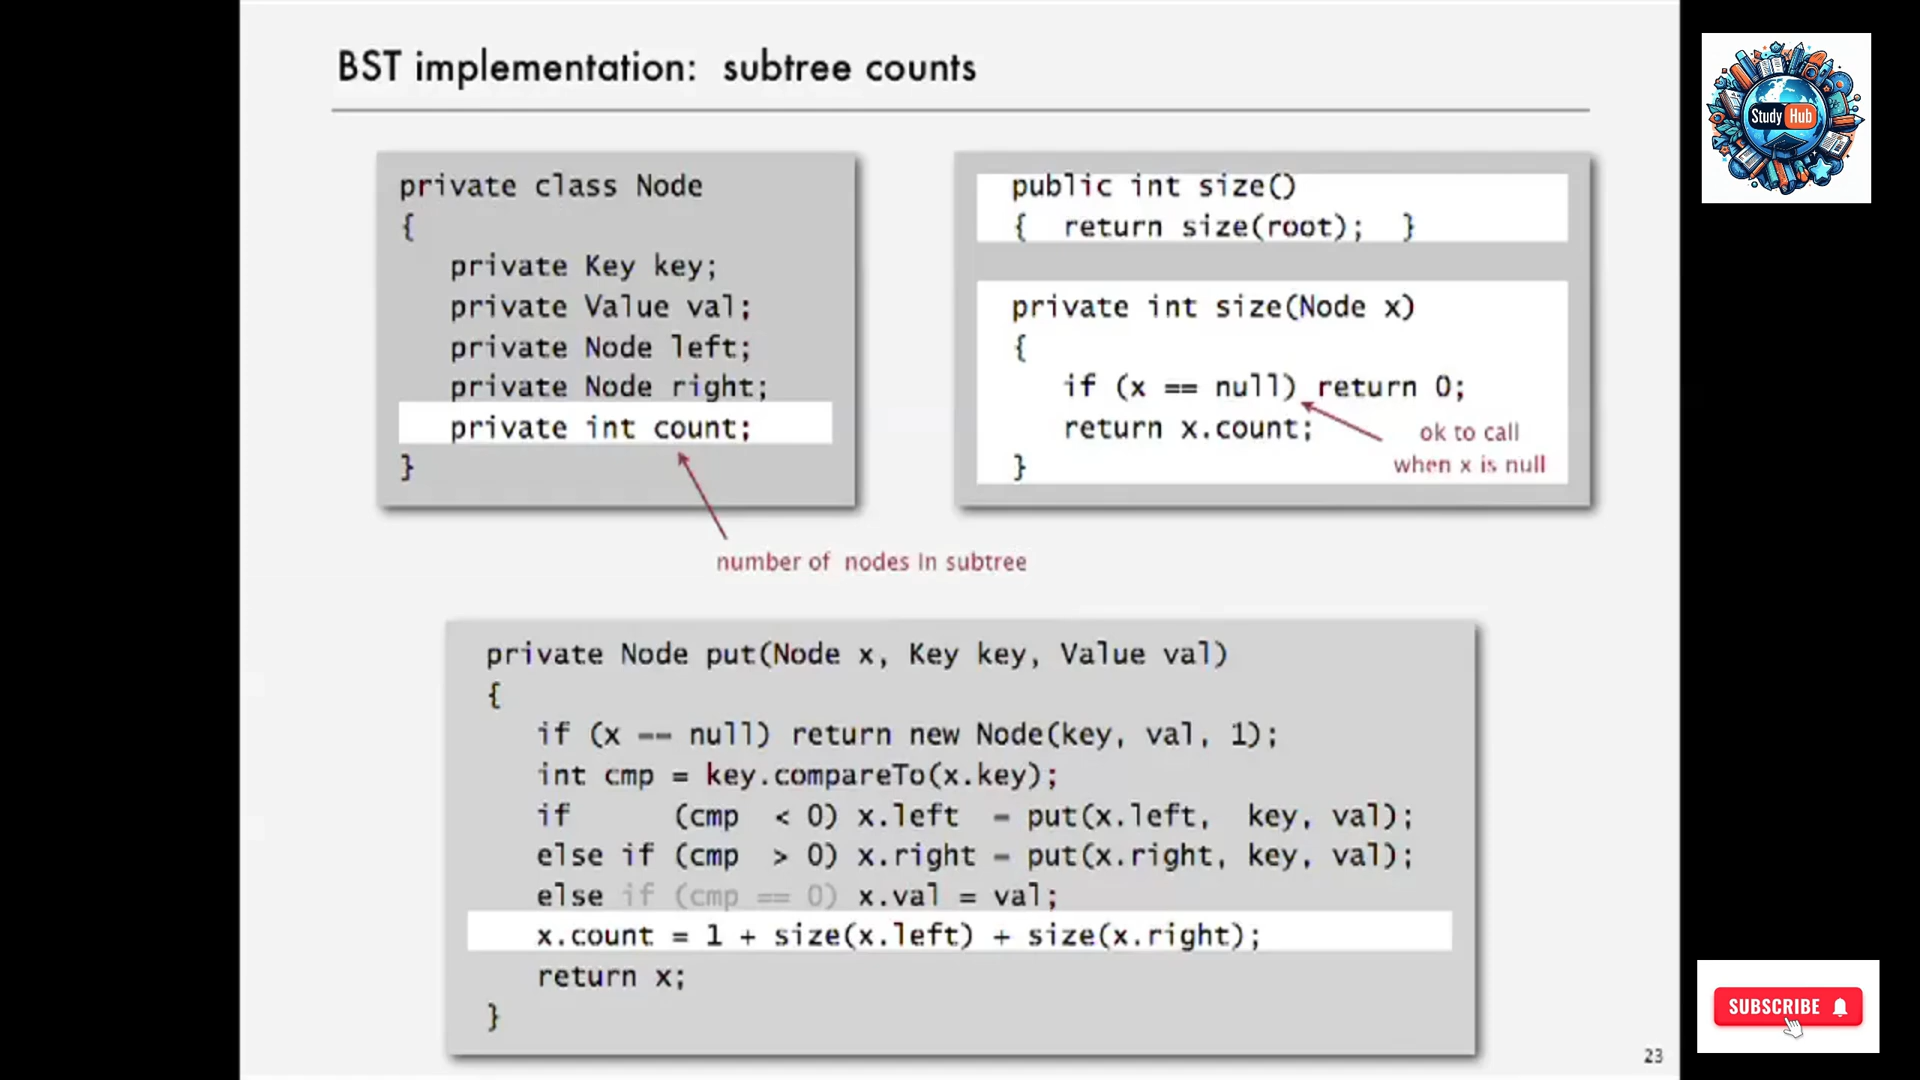 BST implementation: subtree counts
private class Node
{
private Key key;
private Value val;
private Node left;
private Node right;
private int count;
}
number of nodes in subtree
public int size()
{ return size(root); }
private int size(Node x)
{
if (x == null) return 0;
return x.count;
}
ok to call
when x is null
private Node put(Node x, Key key, Value val)
{
if (x == null) return new Node(key, val, 1);
int cmp = key.compareTo(x.key);
if (cmp < 0) x.left = put(x.left, key, val);
else if (cmp > 0) x.right = put(x.right, key, val);
else if (cmp == 0) x.val = val;
x.count = 1 + size(x.left) + size(x.right);
return x;
}
23
Study Hub
SUBSCRIBE